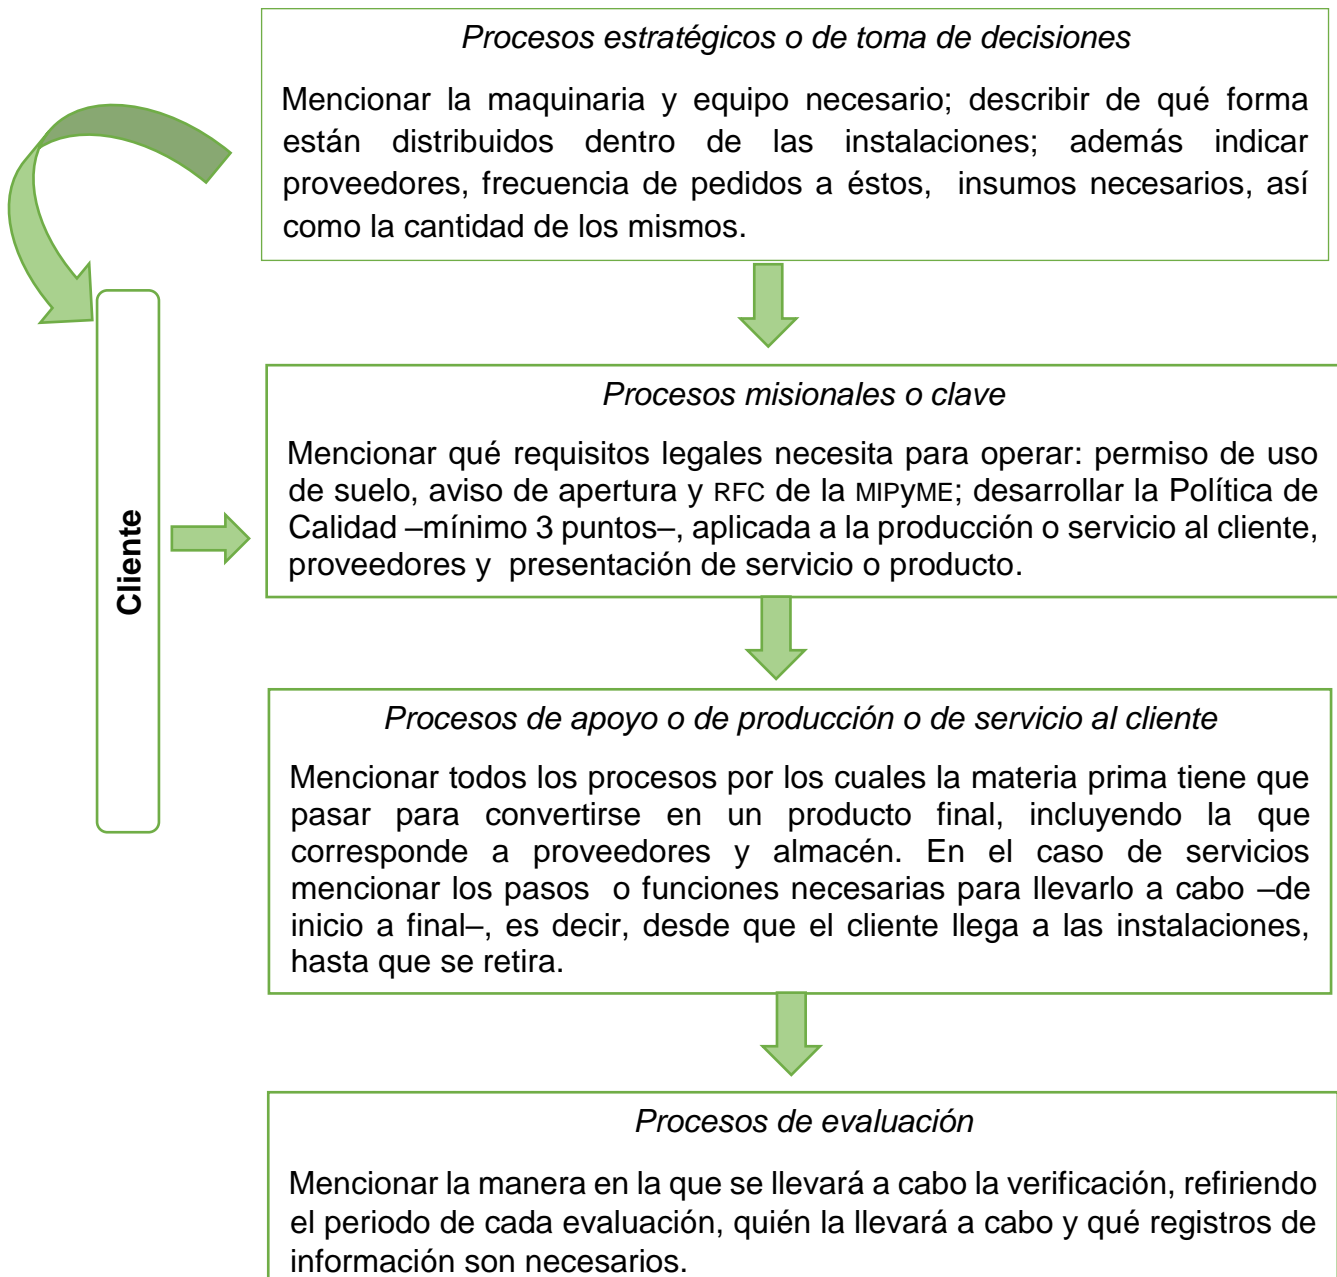 Procesos estratégicos o de toma de decisiones
Mencionar la maquinaria y equipo necesario; describir de qué forma
están distribuidos dentro de las instalaciones; además indicar
proveedores, frecuencia de pedidos a éstos, insumos necesarios, así
como la cantidad de los mismos.
Cliente
Procesos misionales o clave
Mencionar qué requisitos legales necesita para operar: permiso de uso
de suelo, aviso de apertura y RFC de la MIPyME; desarrollar la Política de
Calidad –mínimo 3 puntos–, aplicada a la producción o servicio al cliente,
proveedores y presentación de servicio o producto.
Procesos de apoyo o de producción o de servicio al cliente
Mencionar todos los procesos por los cuales la materia prima tiene que
pasar para convertirse en un producto final, incluyendo la que
corresponde a proveedores y almacén. En el caso de servicios
mencionar los pasos o funciones necesarias para llevarlo a cabo –de
inicio a final–, es decir, desde que el cliente llega a las instalaciones,
hasta que se retira.
Procesos de evaluación
Mencionar la manera en la que se llevará a cabo la verificación, refiriendo
el periodo de cada evaluación, quién la llevará a cabo y qué registros de
información son necesarios.